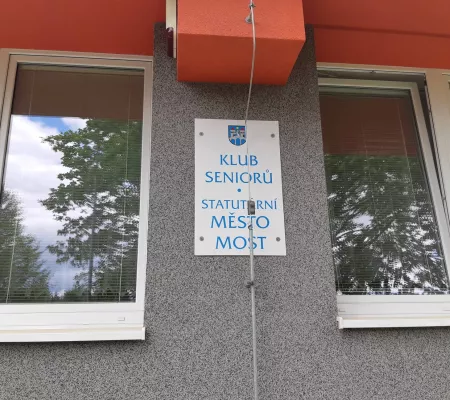 KLUB
SENIORŮ
•
STATUTÁRNÍ
MĚSTO
MOST